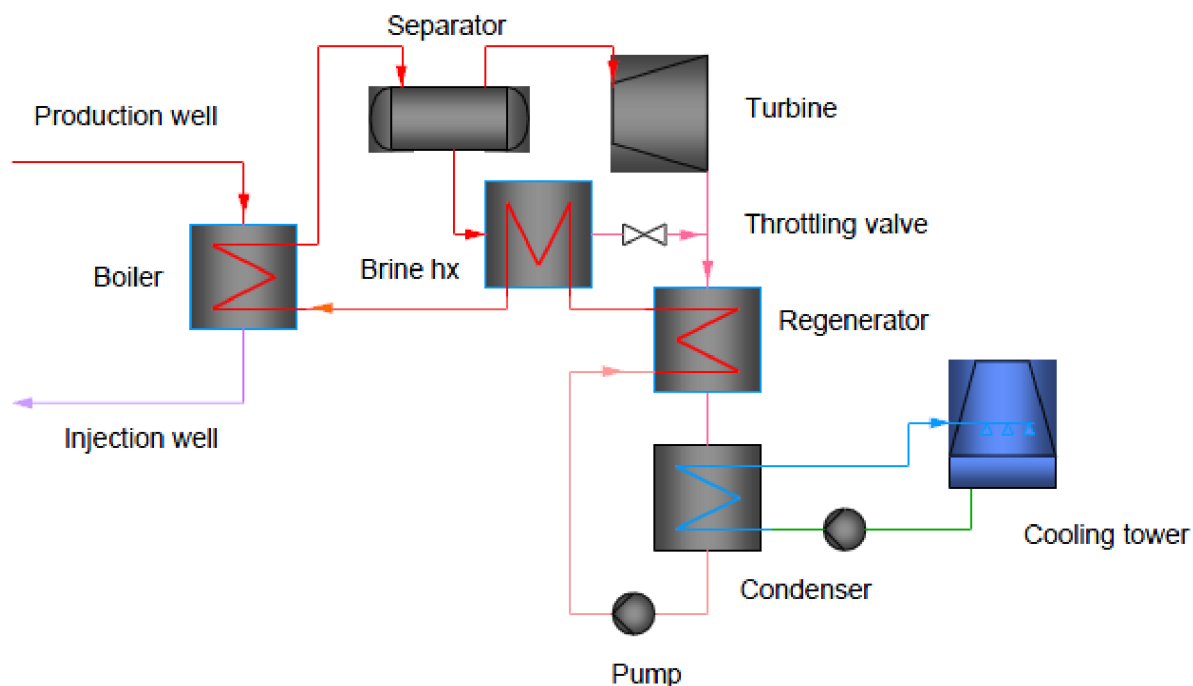 Separator
Production well
Turbine
Throttling valve
Brine hx
Boiler
Regenerator
Injection well
Cooling tower
Condenser
Pump